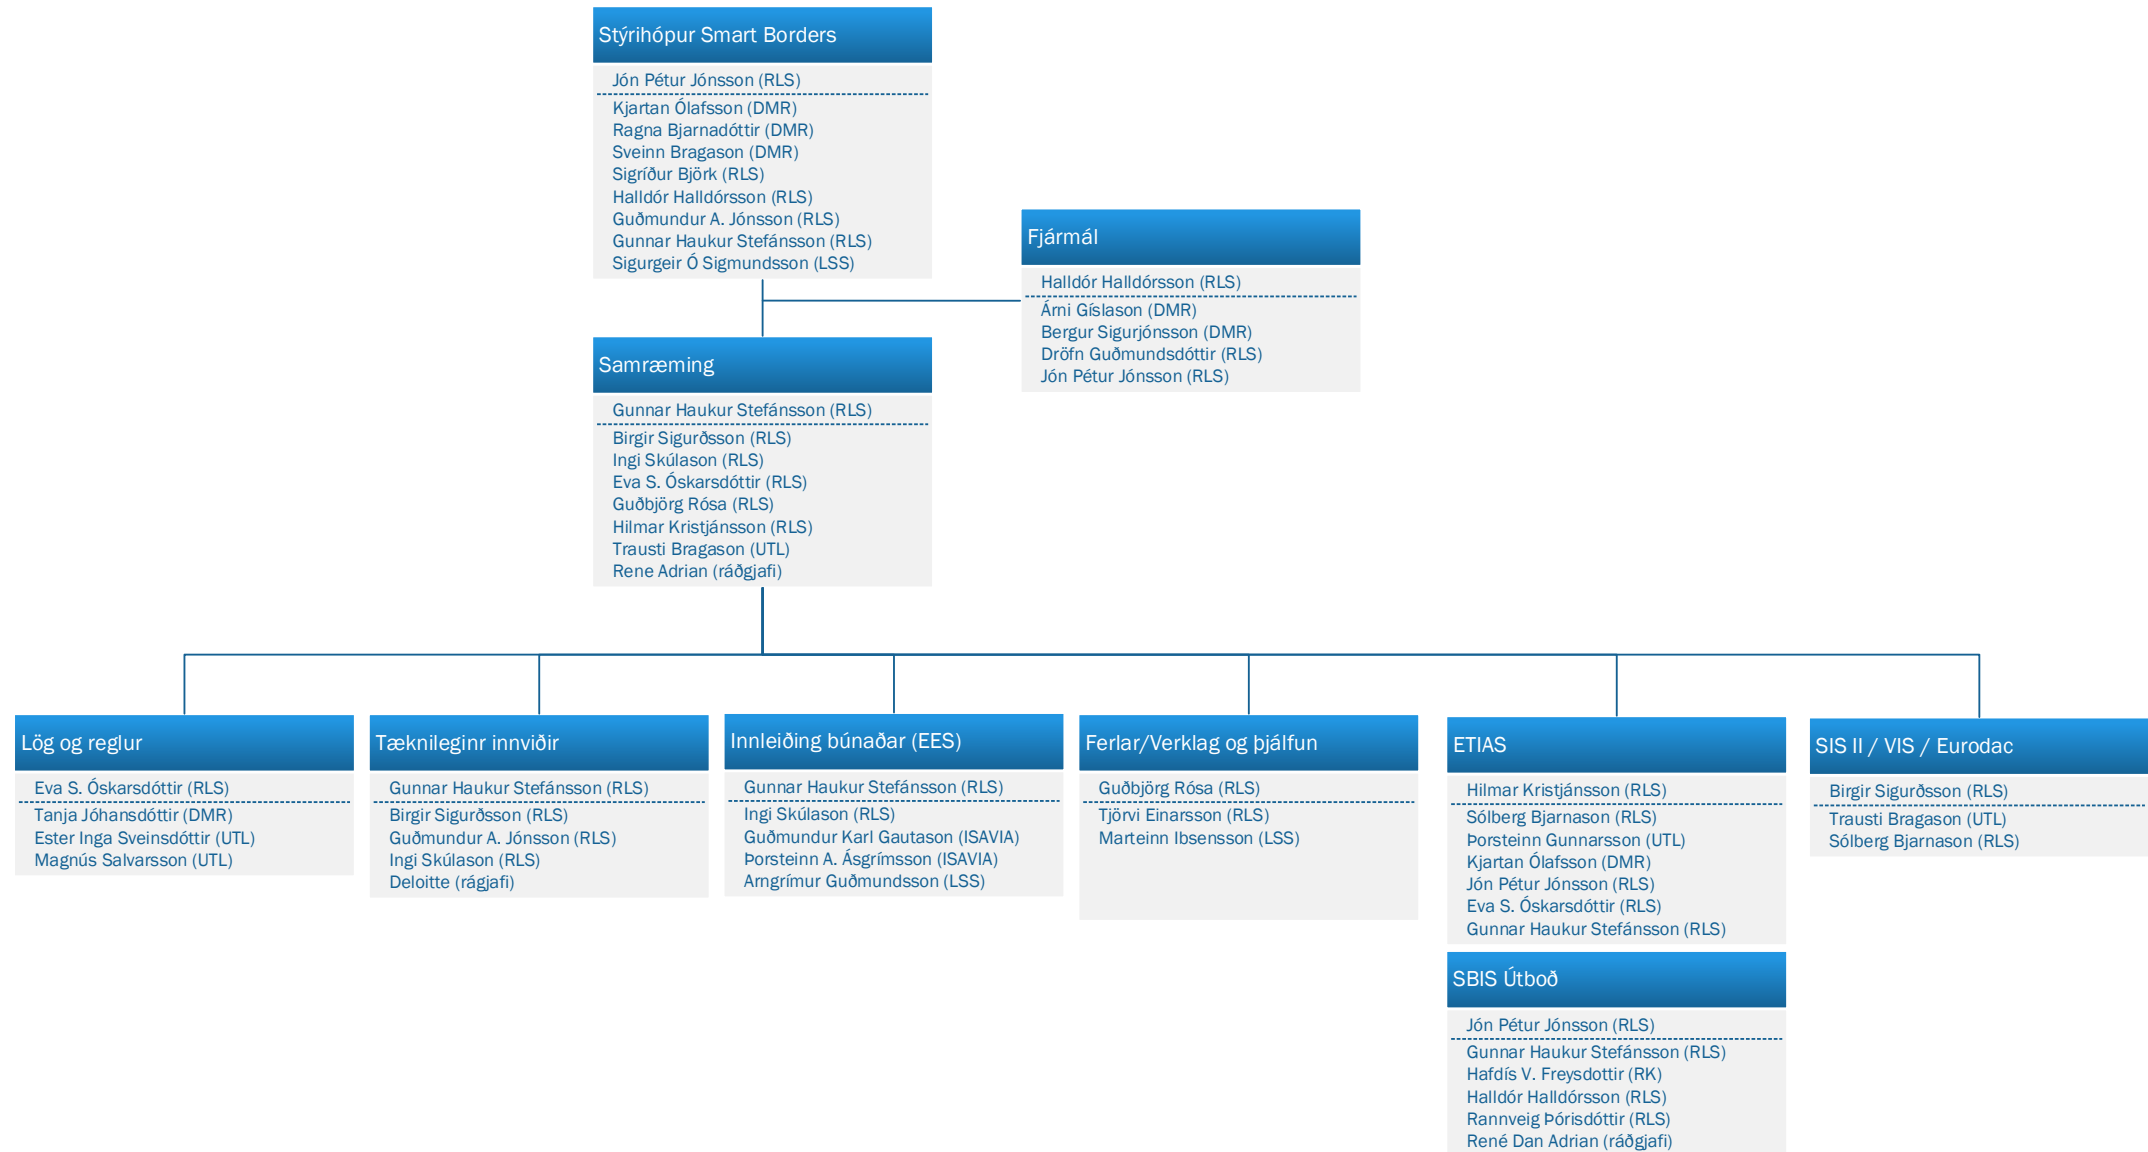 Stýrihópur Smart Borders
Jón Pétur Jónsson (RLS)
Kjartan Ólafsson (DMR)
Ragna Bjarnadóttir (DMR)
Sveinn Bragason (DMR)
Sigríður Björk (RLS)
Halldór Halldórsson (RLS)
Guðmundur A. Jónsson (RLS)
Gunnar Haukur Stefánsson (RLS)
Sigurgeir Ó Sigmundsson (LSS)
Fjármál
Halldór Halldórsson (RLS)
Árni Gíslason (DMR)
Bergur Sigurjónsson (DMR)
Dröfn Guðmundsdóttir (RLS)
Jón Pétur Jónsson (RLS)
Samræming
Gunnar Haukur Stefánsson (RLS)
Birgir Sigurðsson (RLS)
Ingi Skúlason (RLS)
Eva S. Óskarsdóttir (RLS)
Guðbjörg Rósa (RLS)
Hilmar Kristjánsson (RLS)
Trausti Bragason (UTL)
Rene Adrian (ráðgjafi)
Lög og reglur
Eva S. Óskarsdóttir (RLS)
Tanja Jóhansdóttir (DMR)
Ester Inga Sveinsdóttir (UTL)
Magnús Salvarsson (UTL)
Tæknileginr innviðir
Gunnar Haukur Stefánsson (RLS)
Birgir Sigurðsson (RLS)
Guðmundur A. Jónsson (RLS)
Ingi Skúlason (RLS)
Deloitte (rágjafi)
Innleiðing búnaðar (EES)
Gunnar Haukur Stefánsson (RLS)
Ingi Skúlason (RLS)
Guðmundur Karl Gautason (ISAVIA)
Þorsteinn A. Ásgrímsson (ISAVIA)
Arngrímur Guðmundsson (LSS)
Ferlar/Verklag og þjálfun
Guðbjörg Rósa (RLS)
Tjörvi Einarsson (RLS)
Marteinn Ibsensson (LSS)
ETIAS
Hilmar Kristjánsson (RLS)
Sólberg Bjarnason (RLS)
Þorsteinn Gunnarsson (UTL)
Kjartan Ólafsson (DMR)
Jón Pétur Jónsson (RLS)
Eva S. Óskarsdóttir (RLS)
Gunnar Haukur Stefánsson (RLS)
SBIS Útboð
Jón Pétur Jónsson (RLS)
Gunnar Haukur Stefánsson (RLS)
Hafdís V. Freysdottir (RK)
Halldór Halldórsson (RLS)
Rannveig Þórisdóttir (RLS)
René Dan Adrian (ráðgjafi)
SIS II / VIS / Eurodac
Birgir Sigurðsson (RLS)
Trausti Bragason (UTL)
Sólberg Bjarnason (RLS)